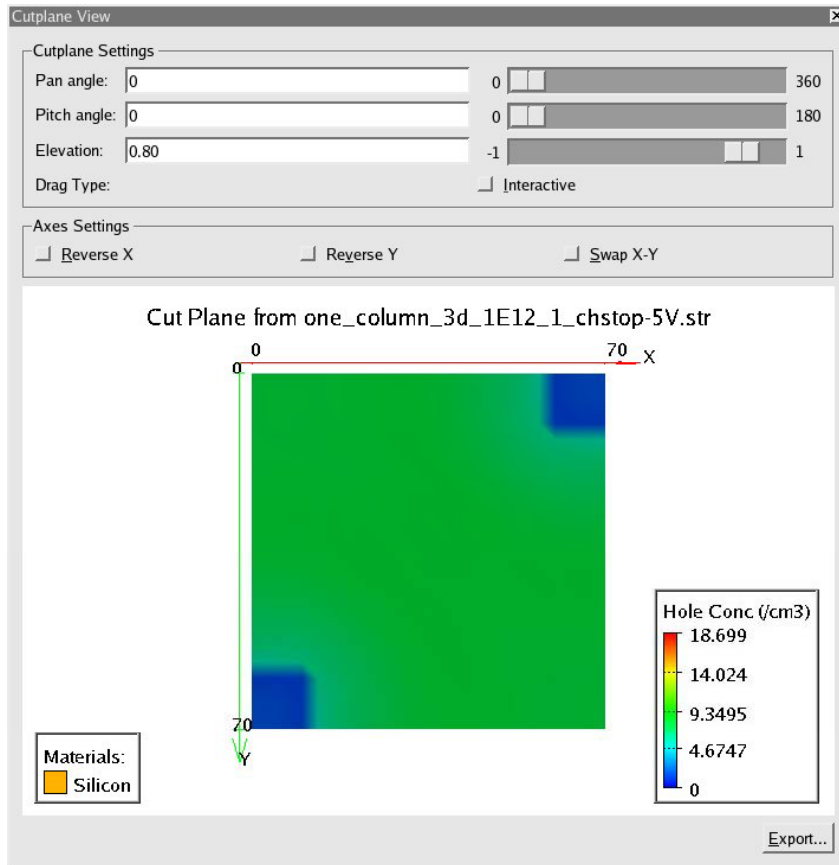 Cutplane View
Cutplane Settings
Pan angle: 0 0 360
Pitch angle: 0 0 180
Elevation: 0.80 -1 1
Drag Type: Interactive
Axes Settings
Reverse X Reverse Y Swap X-Y
Cut Plane from one_column_3d_1E12_1_chstop-5V.str
0 70 X
0
Hole Conc (/cm3)
18.699
14.024
9.3495
4.6747
0
70
Y
Materials:
Silicon
Export...